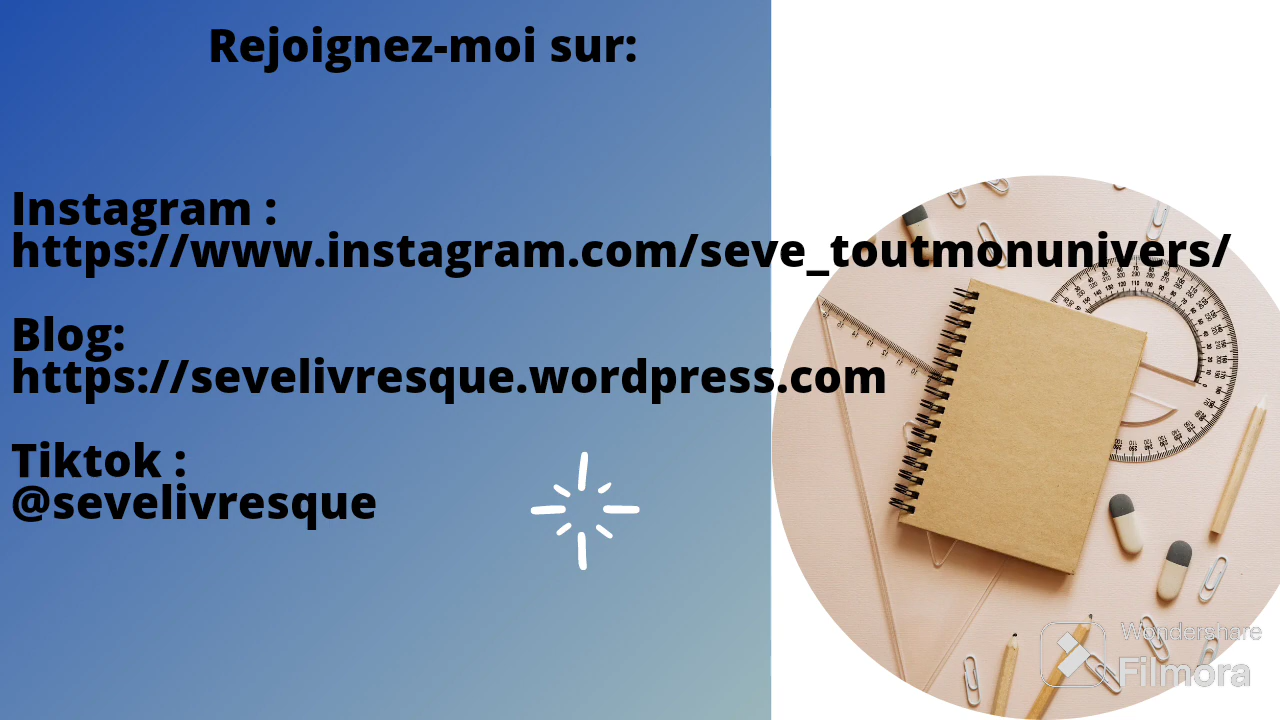 Rejoignez-moi sur:
Instagram :
https://www.instagram.com/seve_toutmonunivers/
Blog:
https://sevelivresque.wordpress.com
Tiktok :
@sevelivresque
Wondershare
Filmora